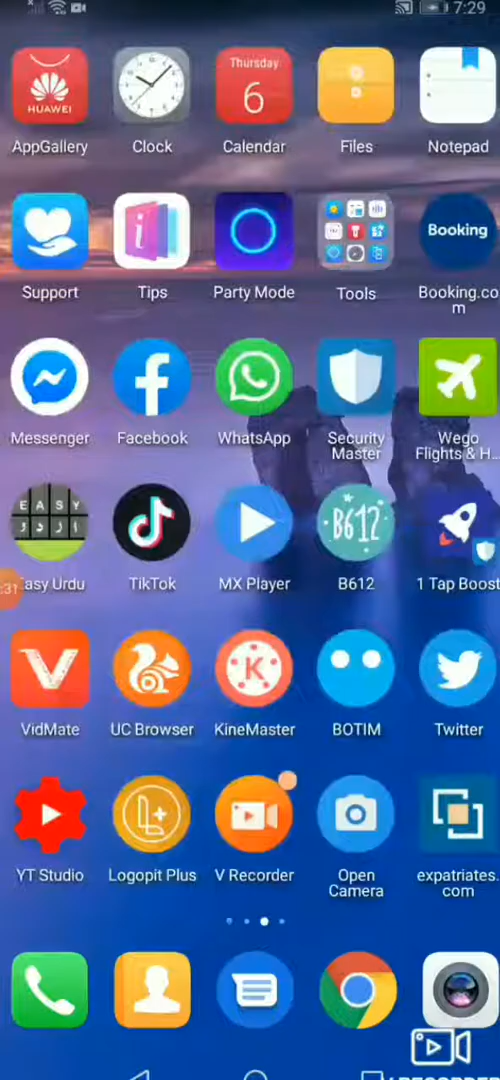 7:29
HUAWEI
Thursday
6
AppGallery
Clock
Calendar
Files
Notepad
Booking
Support
Tips
Party Mode
Tools
Booking.co
m
Messenger
Facebook
WhatsApp
Security
Master
Wego
Flights & H...
EASY
B612
:31
asy Urdu
TikTok
MX Player
B612
1 Tap Boost
K
VidMate
UC Browser
KineMaster
BOTIM
Twitter
L+
YT Studio
Logopit Plus
V Recorder
Open
Camera
expatriates.
com